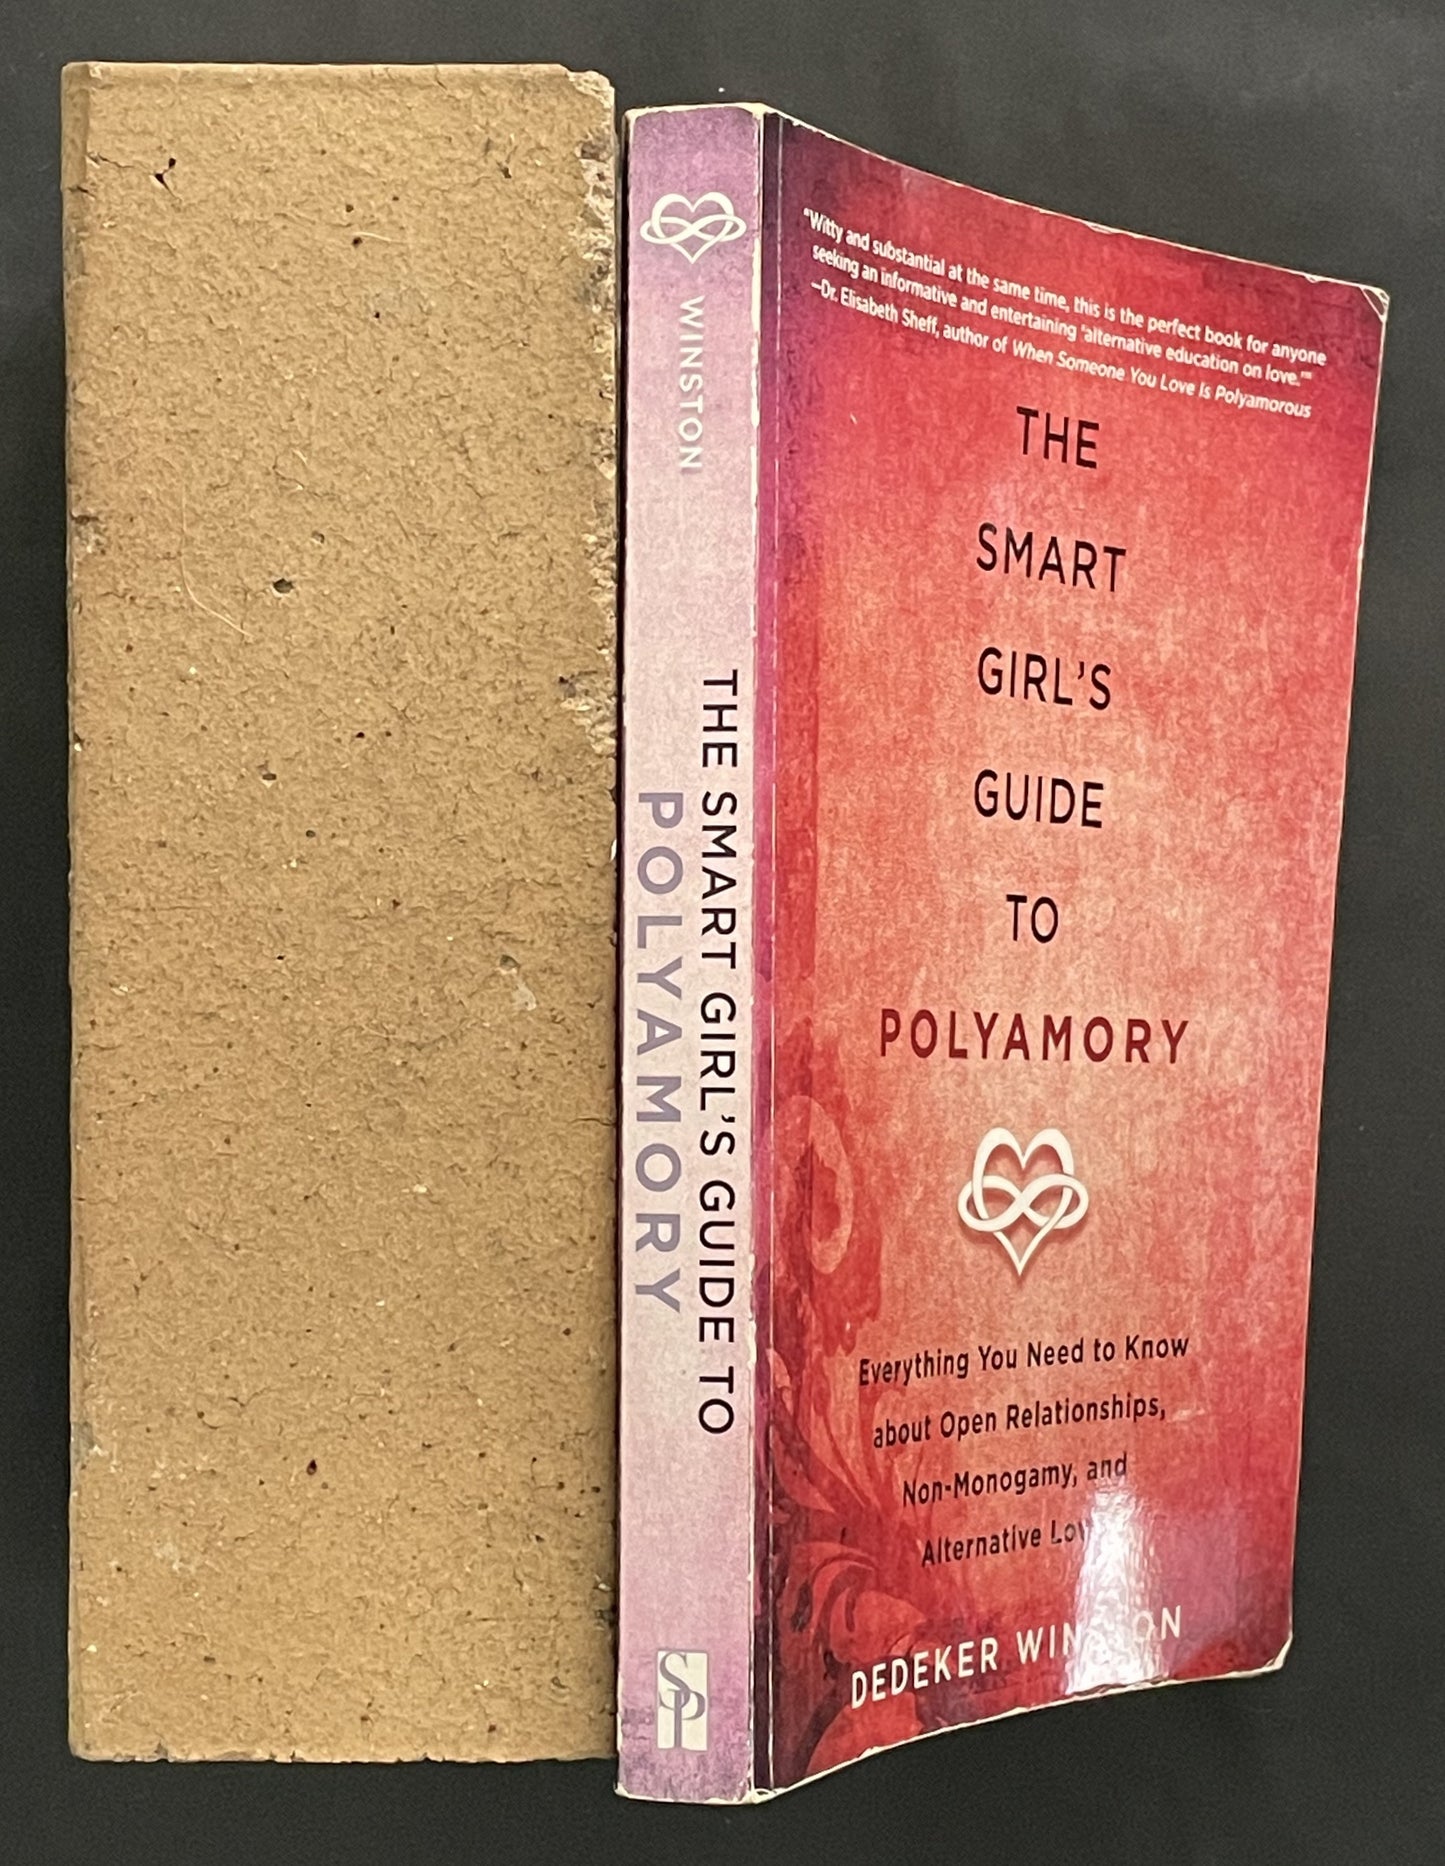 WINSTON
THE SMART GIRL'S GUIDE TO
POLYAMORY
SP
"Witty and substantial at the same time, this is the perfect book for anyone
seeking an informative and entertaining 'alternative education on love.'"
—Dr. Elisabeth Sheff, author of When Someone You Love Is Polyamorous
THE
SMART
GIRL'S
GUIDE
TO
POLYAMORY
Everything You Need to Know
about Open Relationships,
Non-Monogamy, and
Alternative Love
DEDEKER WINSTON